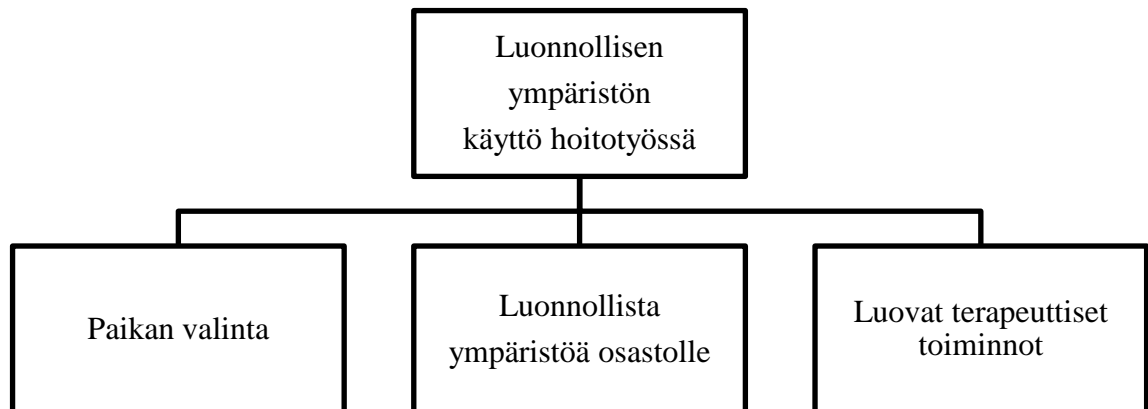 Luonnollisen
ympäristön
käyttö hoitotyössä
Paikan valinta
Luonnollista
ympäristöä osastolle
Luovat terapeuttiset
toiminnot